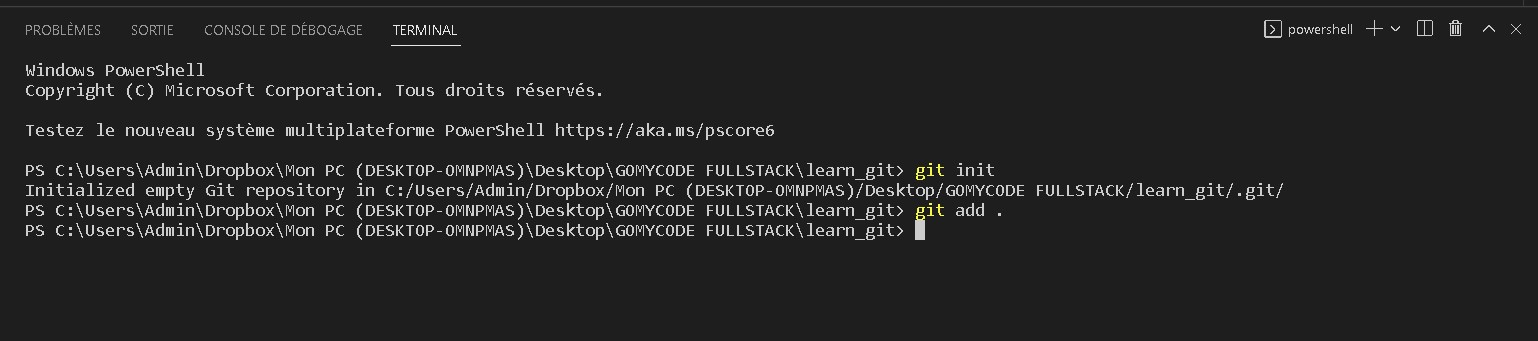 PROBLÈMES SORTIE CONSOLE DE DÉBOGAGE TERMINAL powershell
Windows PowerShell
Copyright (C) Microsoft Corporation. Tous droits réservés.
Testez le nouveau système multiplateforme PowerShell https://aka.ms/pscore6
PS C:\Users\Admin\Dropbox\Mon PC (DESKTOP-OMNPMAS)\Desktop\GOMYCODE FULLSTACK\learn_git> git init
Initialized empty Git repository in C:/Users/Admin/Dropbox/Mon PC (DESKTOP-OMNPMAS)/Desktop/GOMYCODE FULLSTACK/learn_git/.git/
PS C:\Users\Admin\Dropbox\Mon PC (DESKTOP-OMNPMAS)\Desktop\GOMYCODE FULLSTACK\learn_git> git add .
PS C:\Users\Admin\Dropbox\Mon PC (DESKTOP-OMNPMAS)\Desktop\GOMYCODE FULLSTACK\learn_git>